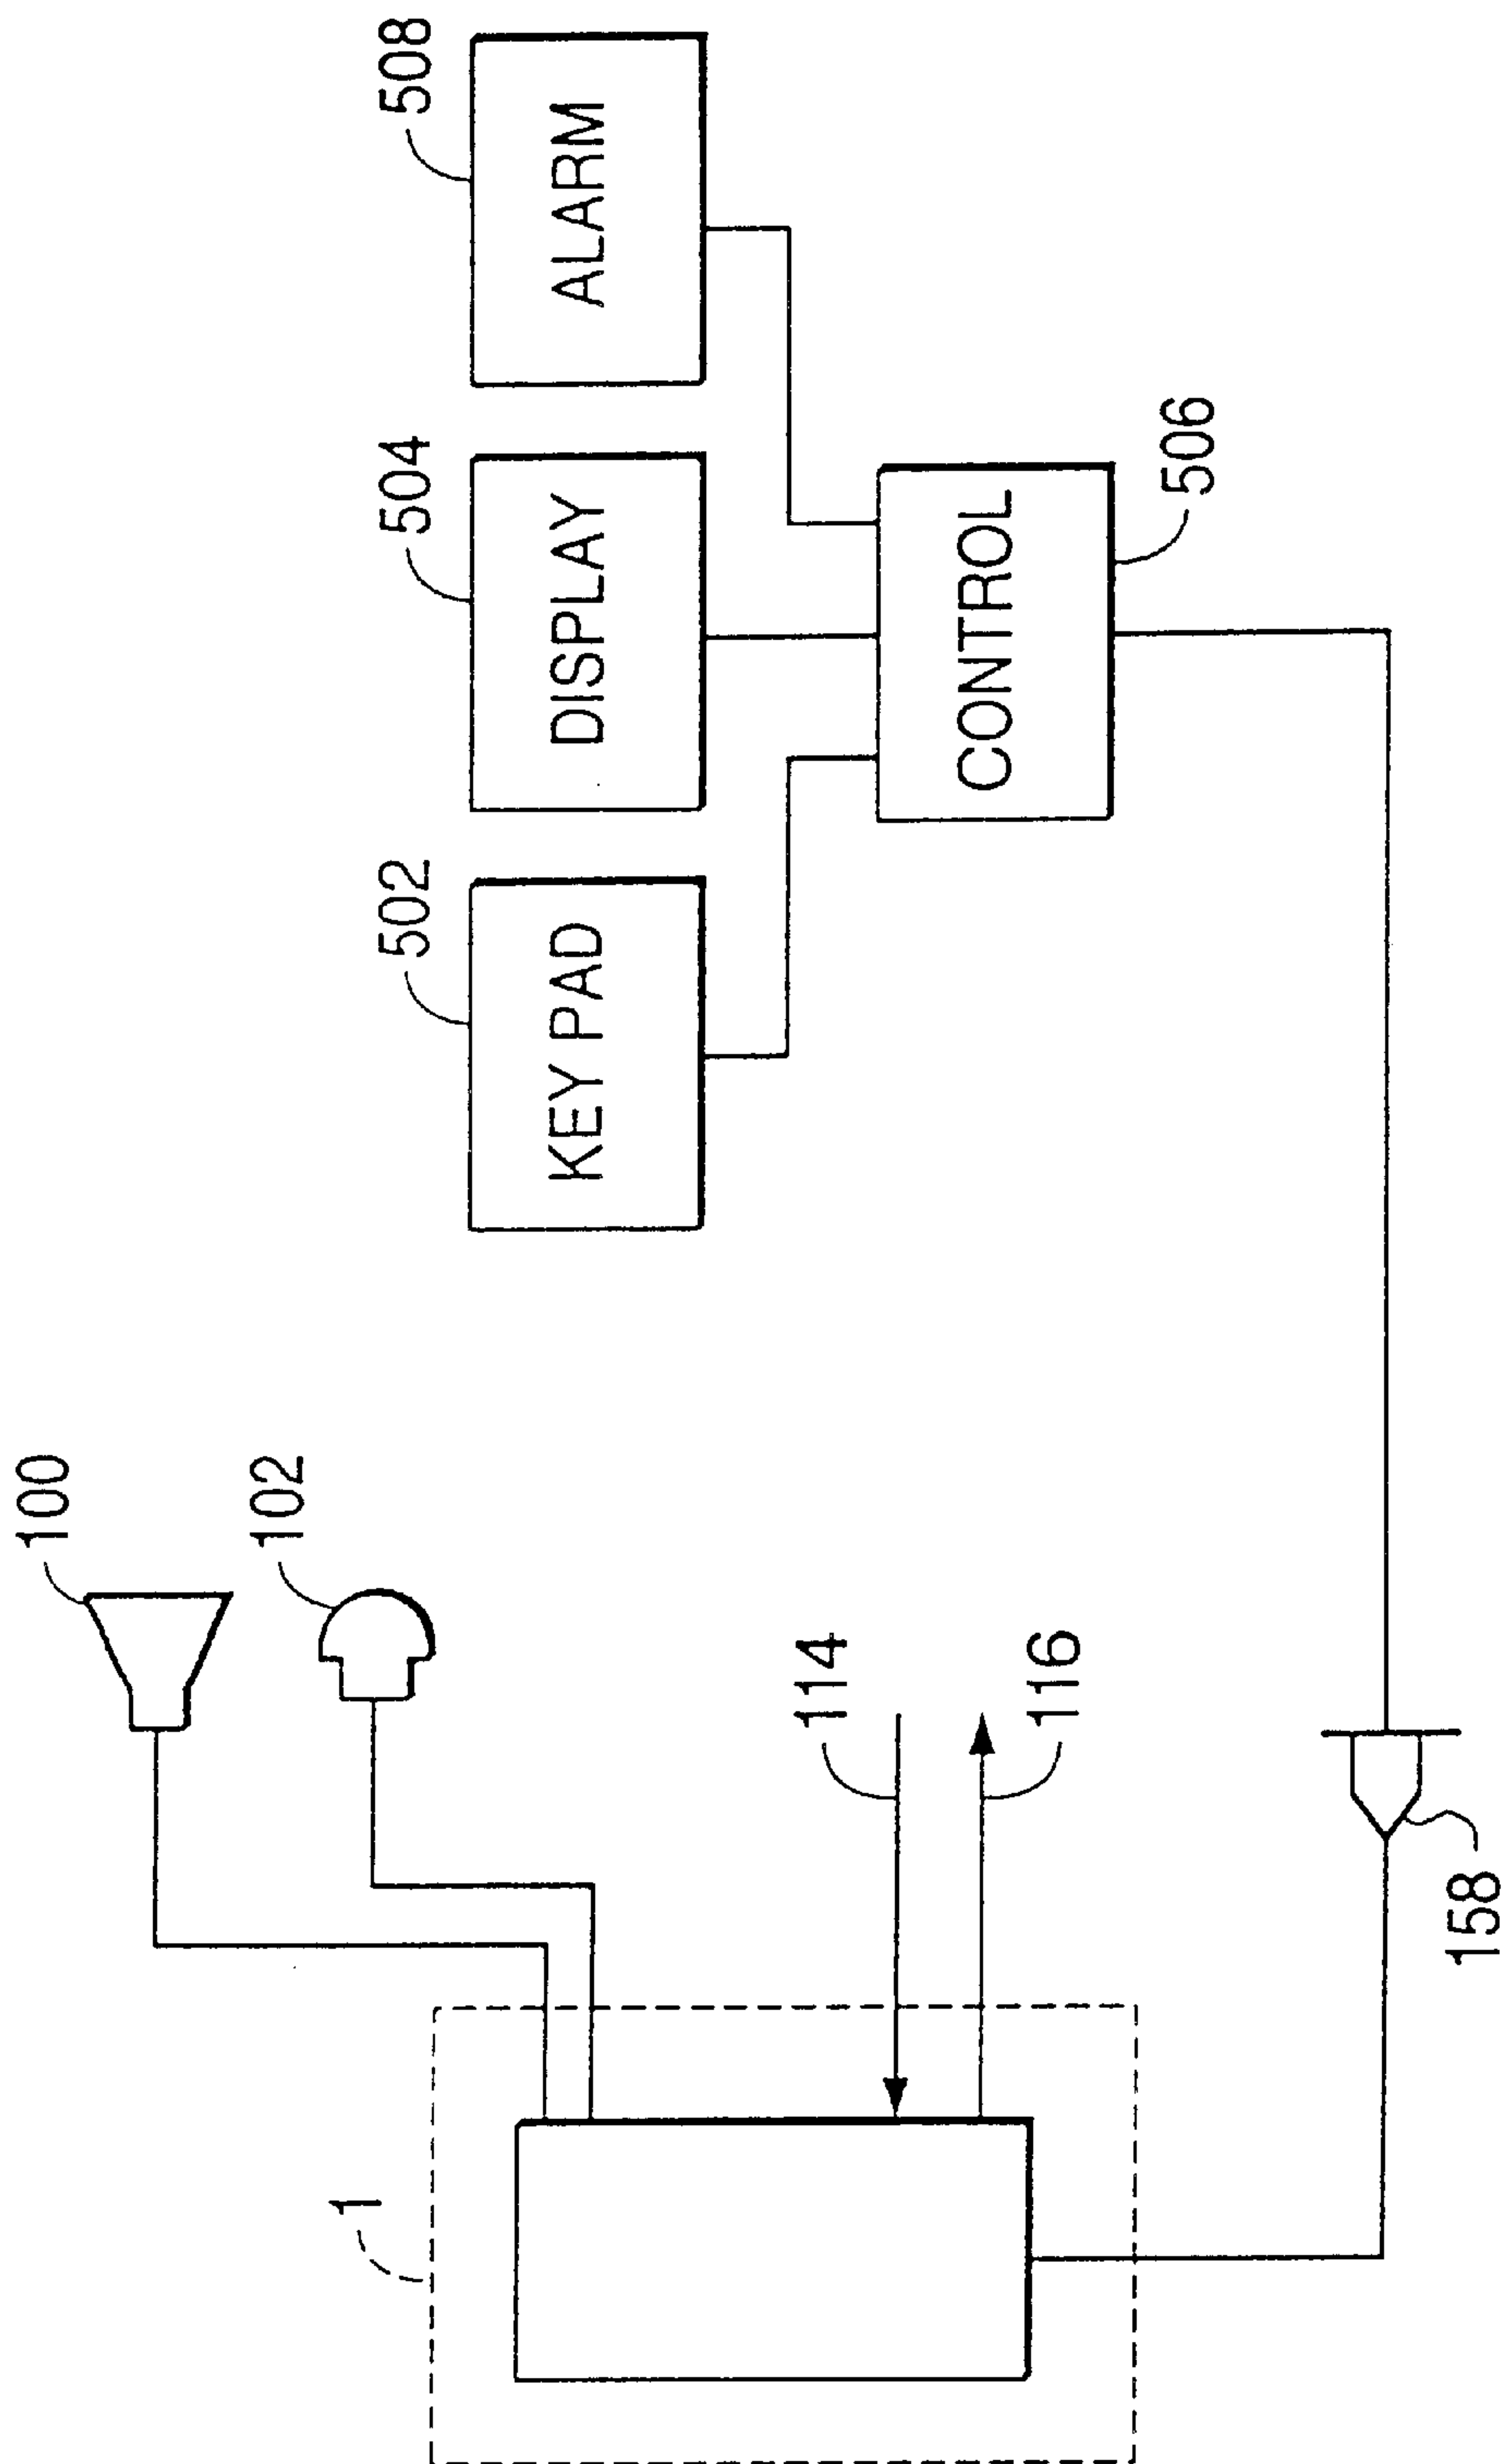 100
102
502
504
508
KEY PAD
DISPLAY
ALARM
1
114
116
CONTROL
506
158